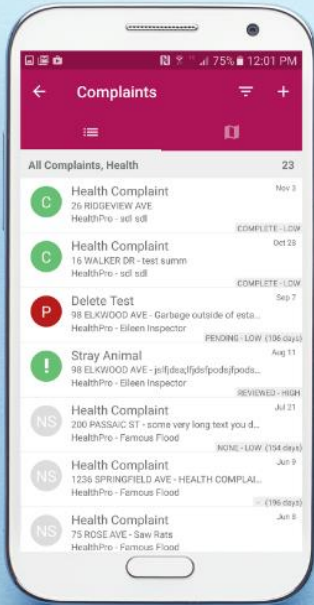 75% 12:01 PM
Complaints
All Complaints, Health 23
C Health Complaint Nov 3
26 RIDGEVIEW AVE
HealthPro - sdl sdl
COMPLETE - LOW
C Health Complaint Oct 28
16 WALKER DR - test summ
HealthPro - sdl sdl
COMPLETE - LOW
P Delete Test Sep 7
98 ELKWOOD AVE - Garbage outside of esta...
HealthPro - Eileen Inspector
PENDING - LOW (106 days)
! Stray Animal Aug 11
98 ELKWOOD AVE -
HealthPro - Eileen Inspector
REVIEWED - HIGH
NS Health Complaint Jul 21
200 PASSAIC ST - some very long text you d...
HealthPro - Famous Flood
NONE - LOW (154 days)
NS Health Complaint Jun 9
1236 SPRINGFIELD AVE - HEALTH COMPLAI...
HealthPro - Famous Flood
- (196 days)
NS Health Complaint Jun 8
75 ROSE AVE - Saw Rats
HealthPro - Famous Flood